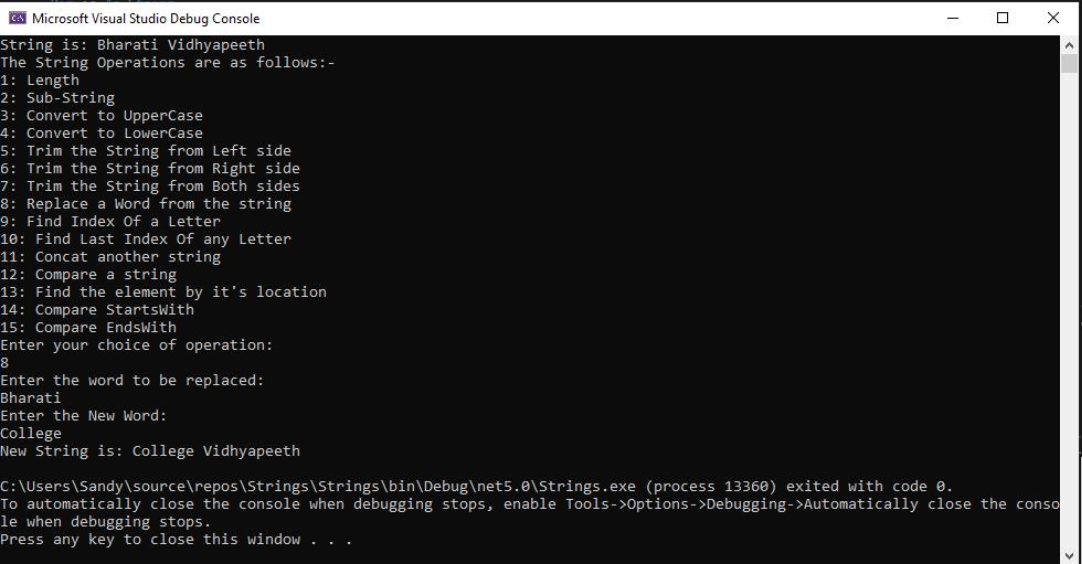 Microsoft Visual Studio Debug Console
String is: Bharati Vidhyapeeth
The String Operations are as follows:-
1: Length
2: Sub-String
3: Convert to UpperCase
4: Convert to LowerCase
5: Trim the String from Left side
6: Trim the String from Right side
7: Trim the String from Both sides
8: Replace a Word from the string
9: Find Index Of a Letter
10: Find Last Index Of any Letter
11: Concat another string
12: Compare a string
13: Find the element by it's location
14: Compare StartsWith
15: Compare EndsWith
Enter your choice of operation:
8
Enter the word to be replaced:
Bharati
Enter the New Word:
College
New String is: College Vidhyapeeth
C:\Users\Sandy\source\repos\Strings\Strings\bin\Debug\net5.0\Strings.exe (process 13360) exited with code 0.
To automatically close the console when debugging stops, enable Tools->Options->Debugging->Automatically close the conso
le when debugging stops.
Press any key to close this window . . .